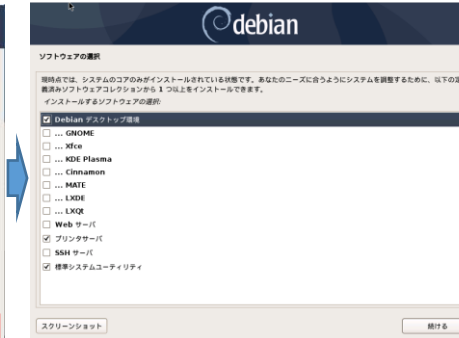 debian
ソフトウェアの選択
現時点では、システムのコアのみがインストールされている状態です。あなたのニーズに合うようにシステムを調整するために、以下の定
義済みソフトウェアコレクションから 1 つ以上をインストールできます。
インストールするソフトウェアの選択:
Debian デスクトップ環境
... GNOME
... Xfce
... KDE Plasma
... Cinnamon
... MATE
... LXDE
... LXQt
Web サーバ
プリンタサーバ
SSH サーバ
標準システムユーティリティ
スクリーンショット
続ける